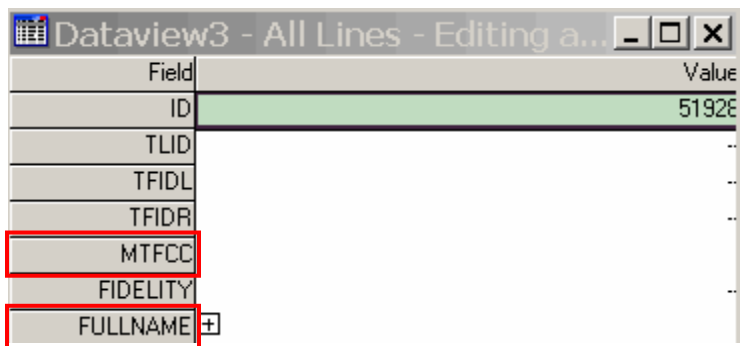 Dataview3 - All Lines - Editing a...
Field Value
ID 51928
TLID --
TFIDL --
TFIDR --
MTFCC
FIDELITY --
FULLNAME